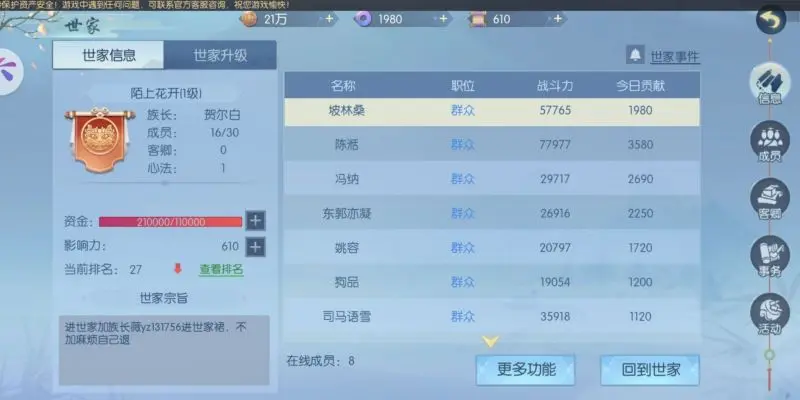 保护资产安全!游戏中遇到任何问题,可联系官方客服咨询,祝您游戏愉快!
世家
21万
1980
610
世家信息
世家升级
陌上花开(1级)
族长: 贺尔白
成员: 16/30
客卿: 0
心法: 1
资金: 210000/110000
影响力: 610
当前排名: 27 查看排名
世家宗旨
进世家加族长薇yz131756进世家裙,不
加麻烦自己退
世家事件
名称 职位 战斗力 今日贡献
坡林桑 群众 57765 1980
陈湉 群众 77977 3580
冯纳 群众 29717 2690
东郭亦凝 群众 26916 2250
姚容 群众 20797 1720
狗品 群众 19054 1200
司马语雪 群众 35918 1120
在线成员: 8
更多功能
回到世家
信息
成员
客卿
事务
活动